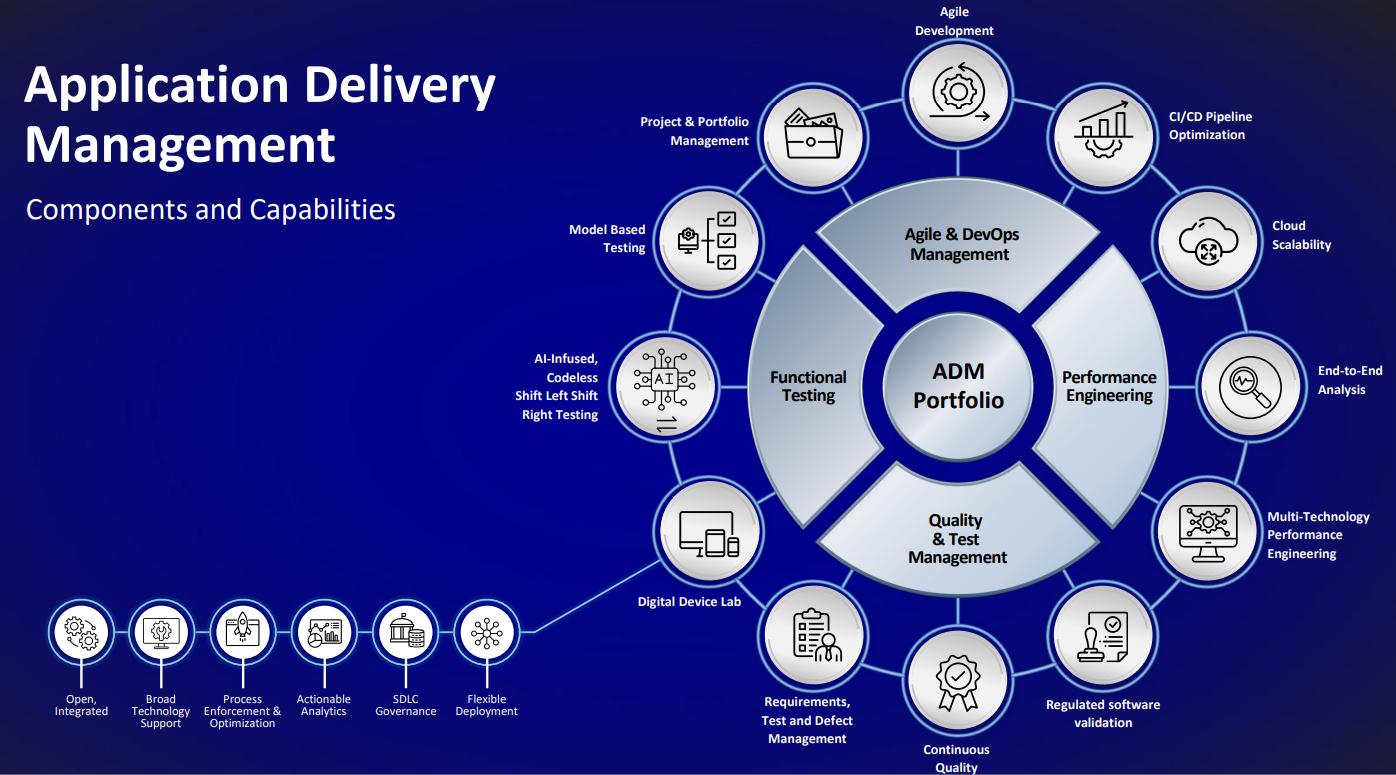 Application Delivery
Management
Components and Capabilities
Agile
Development
CI/CD Pipeline
Optimization
Cloud
Scalability
End-to-End
Analysis
Multi-Technology
Performance
Engineering
Regulated software
validation
Continuous
Quality
Requirements,
Test and Defect
Management
Digital Device Lab
AI-Infused,
Codeless
Shift Left Shift
Right Testing
AI
Model Based
Testing
Project & Portfolio
Management
Agile & DevOps
Management
Performance
Engineering
Quality
& Test
Management
Functional
Testing
ADM
Portfolio
Open,
Integrated
Broad
Technology
Support
Process
Enforcement &
Optimization
Actionable
Analytics
SDLC
Governance
Flexible
Deployment